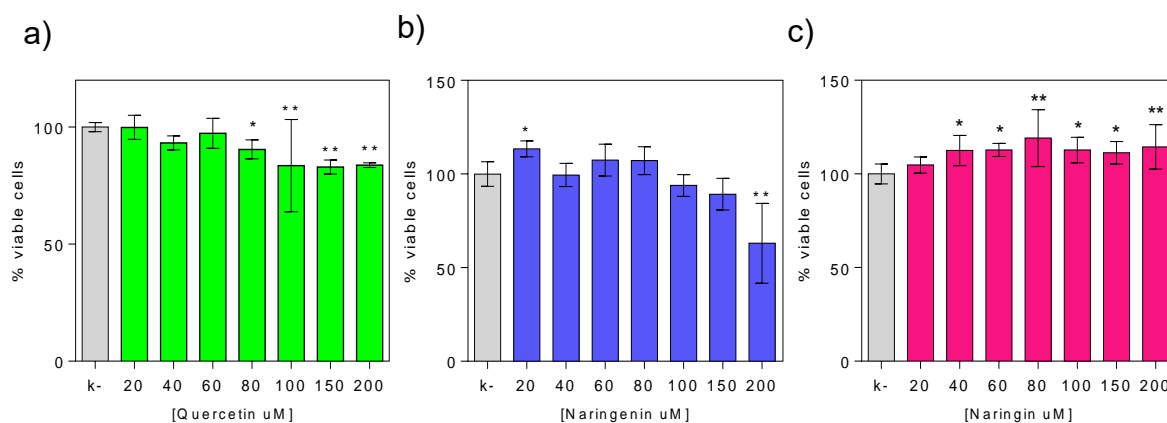 a)
% viable cells
100
50
0
* ** ** **
k- 20 40 60 80 100 150 200
[Quercetin uM]
b)
% viable cells
150
100
50
0
* **
k- 20 40 60 80 100 150 200
[Naringenin uM]
c)
% viable cells
150
100
50
0
* * ** * * **
k- 20 40 60 80 100 150 200
[Naringin uM]